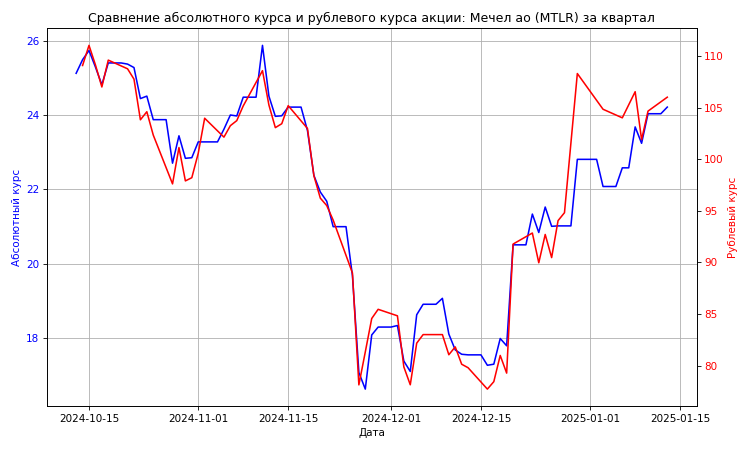 Сравнение абсолютного курса и рублевого курса акции: Мечел ао (MTLR) за квартал
26
24
22
20
18
Абсолютный курс
110
105
100
95
90
85
80
Рублевый курс
2024-10-15 2024-11-01 2024-11-15 2024-12-01 2024-12-15 2025-01-01 2025-01-15
Дата